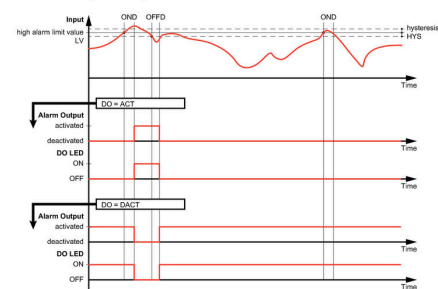 Input
OND
OFFD
OND
high alarm limit value
LV
hysteresis
HYS
Time
DO = ACT
Alarm Output
activated
deactivated
Time
DO LED
ON
OFF
Time
DO = DACT
Alarm Output
activated
deactivated
Time
DO LED
ON
OFF
Time